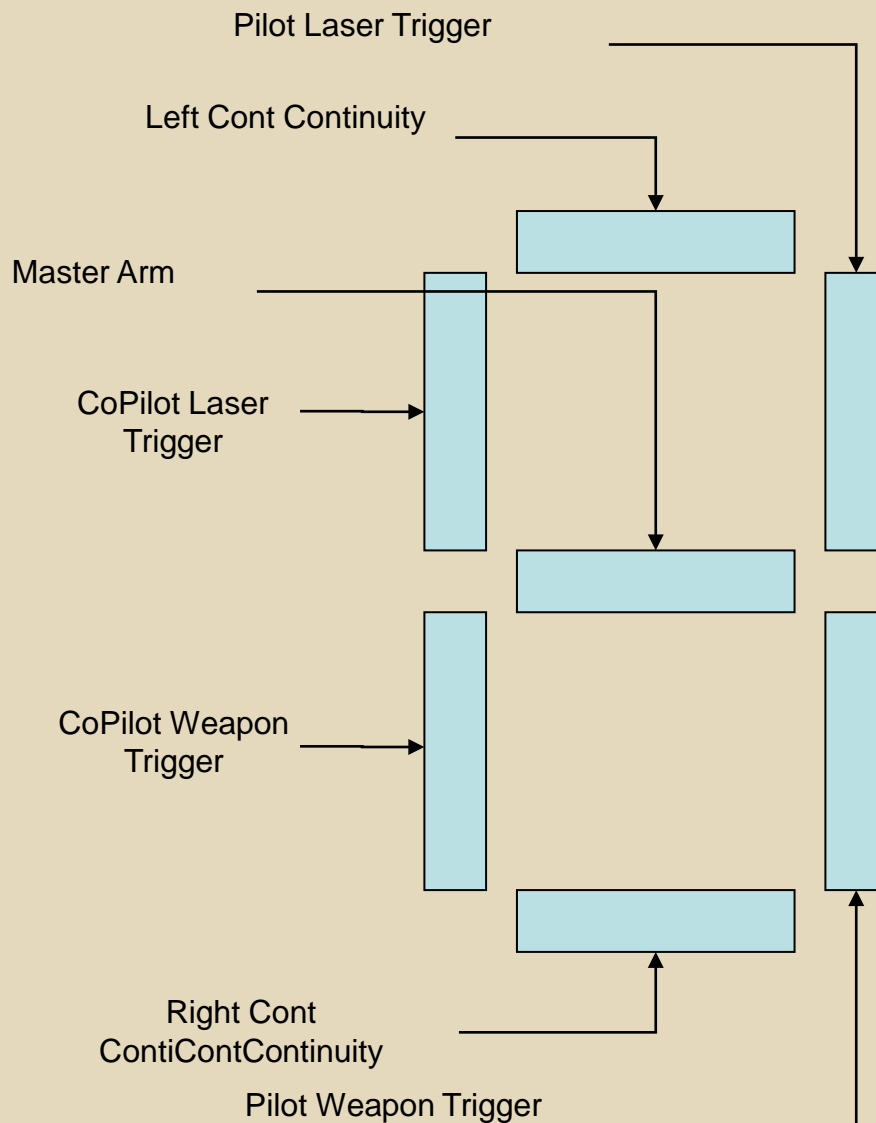 Pilot Laser Trigger
Left Cont Continuity
Master Arm
CoPilot Laser
Trigger
CoPilot Weapon
Trigger
Right Cont
ContiContContinuity
Pilot Weapon Trigger